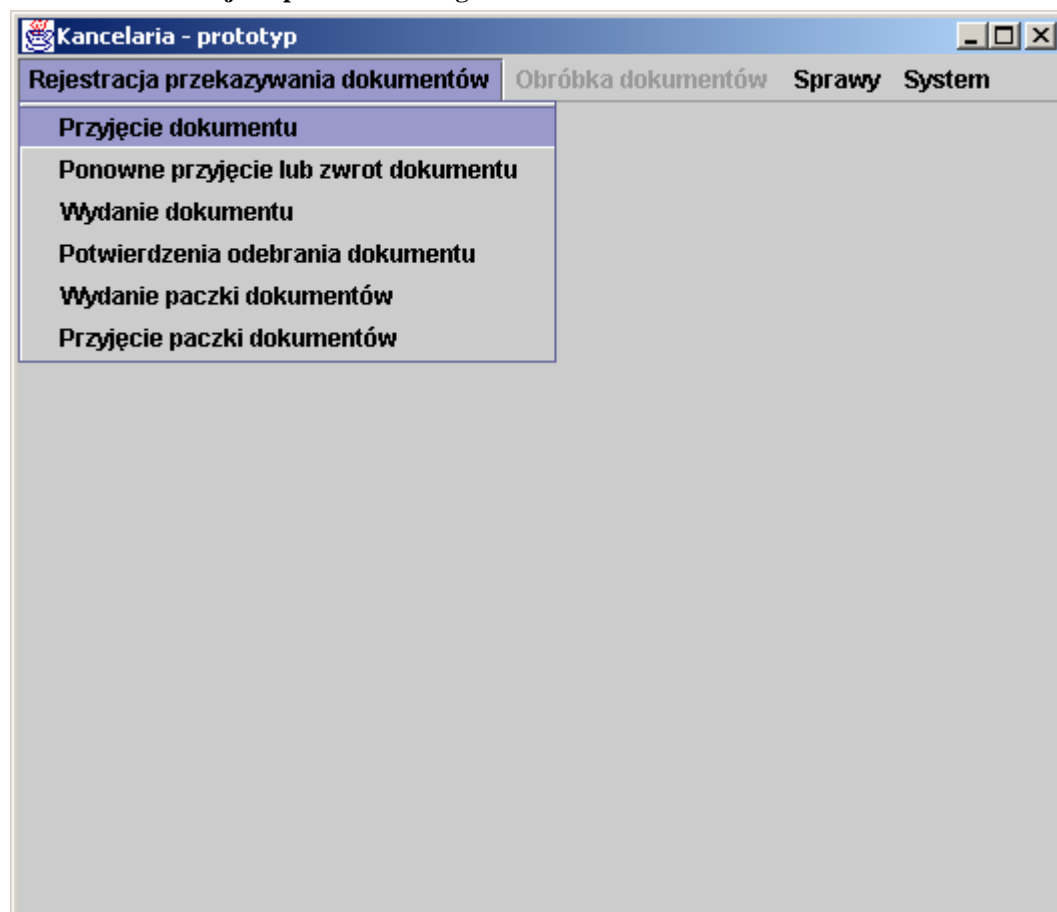 Kancelaria - prototyp
Rejestracja przekazywania dokumentów Obróbka dokumentów Sprawy System
Przyjęcie dokumentu
Ponowne przyjęcie lub zwrot dokumentu
Wydanie dokumentu
Potwierdzenia odebrania dokumentu
Wydanie paczki dokumentów
Przyjęcie paczki dokumentów